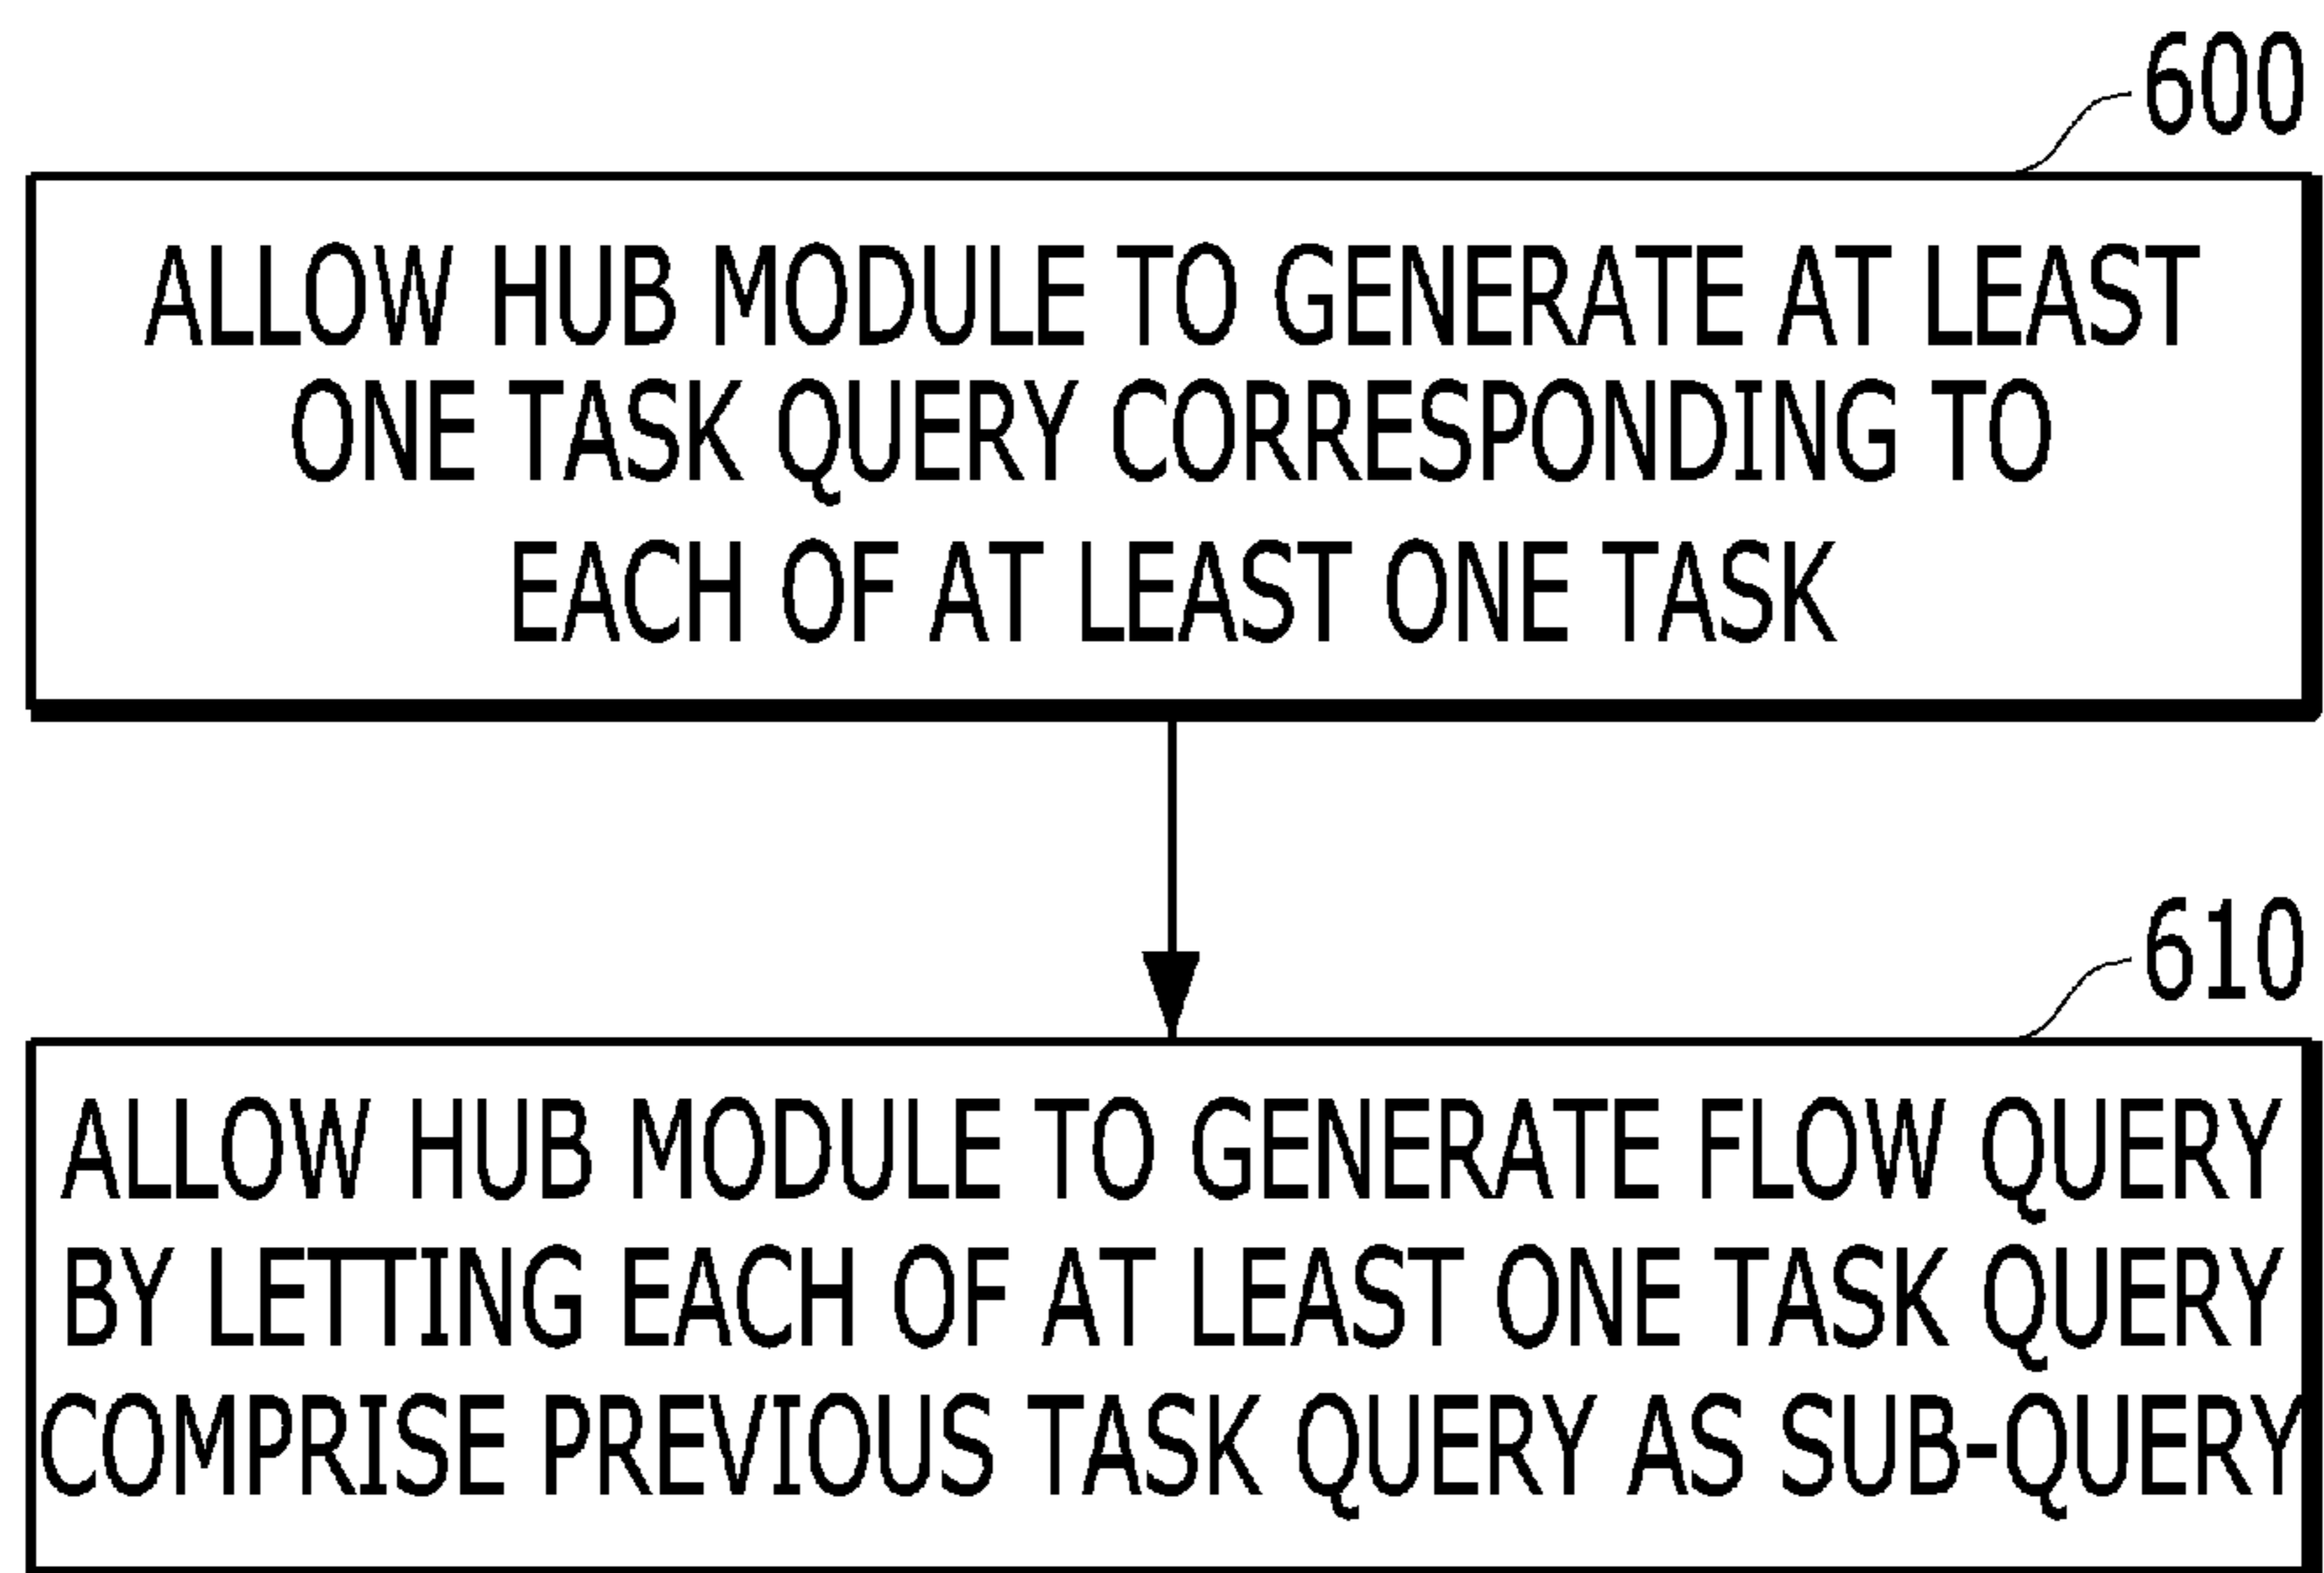 600
ALLOW HUB MODULE TO GENERATE AT LEAST
ONE TASK QUERY CORRESPONDING TO
EACH OF AT LEAST ONE TASK
610
ALLOW HUB MODULE TO GENERATE FLOW QUERY
BY LETTING EACH OF AT LEAST ONE TASK QUERY
COMPRISE PREVIOUS TASK QUERY AS SUB-QUERY